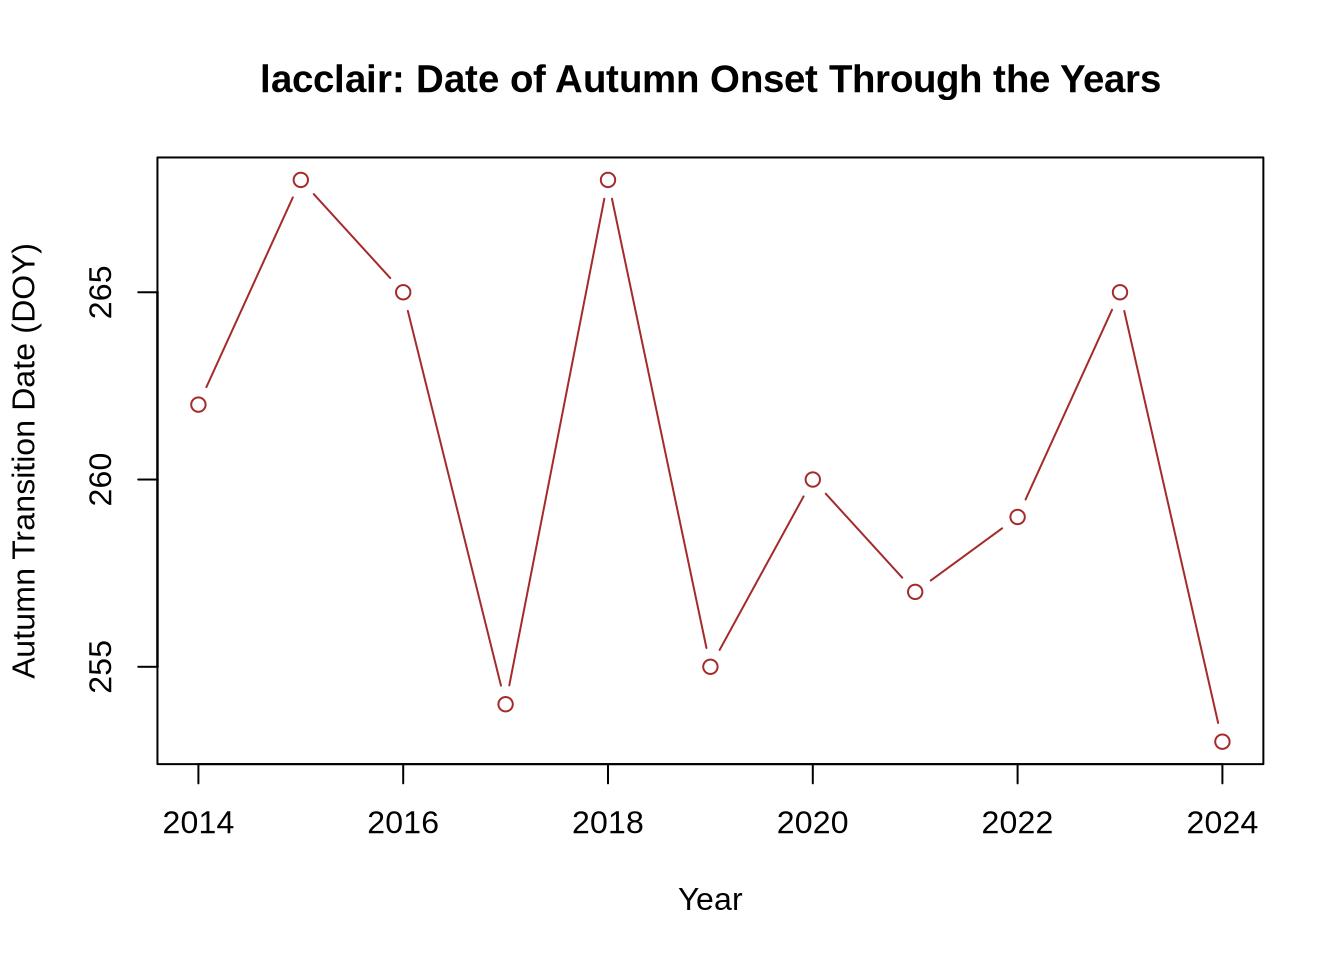 lacclair: Date of Autumn Onset Through the Years
Autumn Transition Date (DOY)
265
260
255
2014 2016 2018 2020 2022 2024
Year